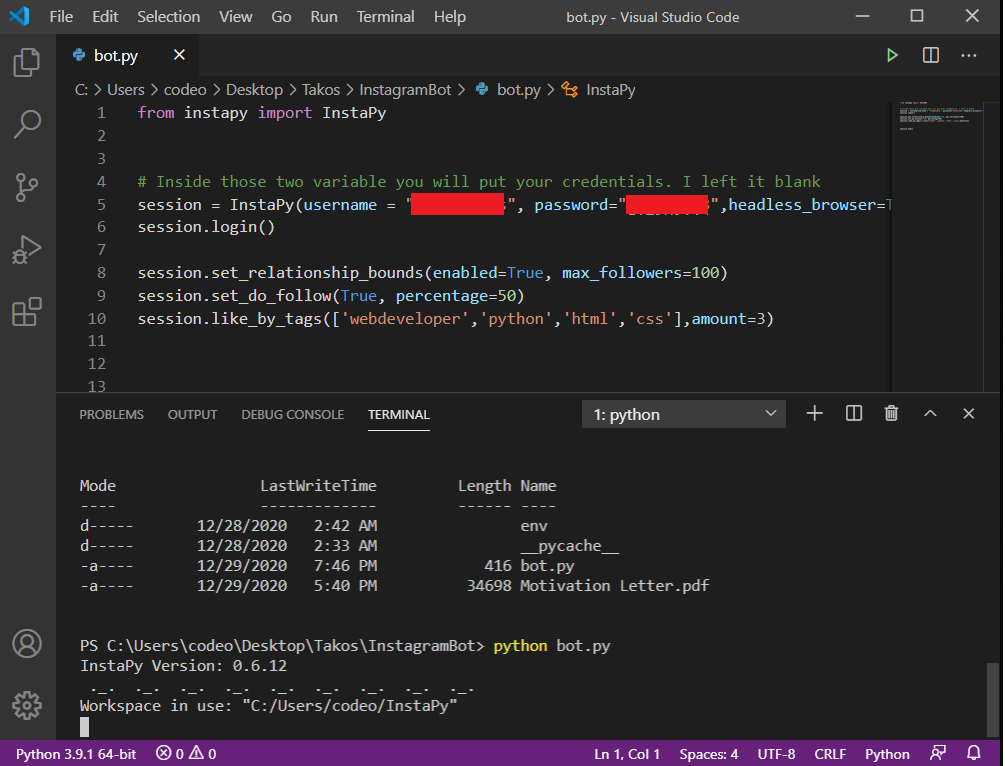 File Edit Selection View Go Run Terminal Help bot.py - Visual Studio Code
bot.py
C: > Users > codeo > Desktop > Takos > InstagramBot > bot.py > InstaPy
1 from instapy import InstaPy
2
3
4 # Inside those two variable you will put your credentials. I left it blank
5 session = InstaPy(username = "", password="",headless_browser=T
6 session.login()
7
8 session.set_relationship_bounds(enabled=True, max_followers=100)
9 session.set_do_follow(True, percentage=50)
10 session.like_by_tags(['webdeveloper','python','html','css'],amount=3)
11
12
13
PROBLEMS OUTPUT DEBUG CONSOLE TERMINAL 1: python
Mode LastWriteTime Length Name
---- ------------- ------ ----
d----- 12/28/2020 2:42 AM env
d----- 12/28/2020 2:33 AM __pycache__
-a---- 12/29/2020 7:46 PM 416 bot.py
-a---- 12/29/2020 5:40 PM 34698 Motivation Letter.pdf
PS C:\Users\codeo\Desktop\Takos\InstagramBot> python bot.py
InstaPy Version: 0.6.12
._. ._. ._. ._. ._. ._. ._. ._. ._.
Workspace in use: "C:/Users/codeo/InstaPy"
Python 3.9.1 64-bit 0 0 Ln 1, Col 1 Spaces: 4 UTF-8 CRLF Python